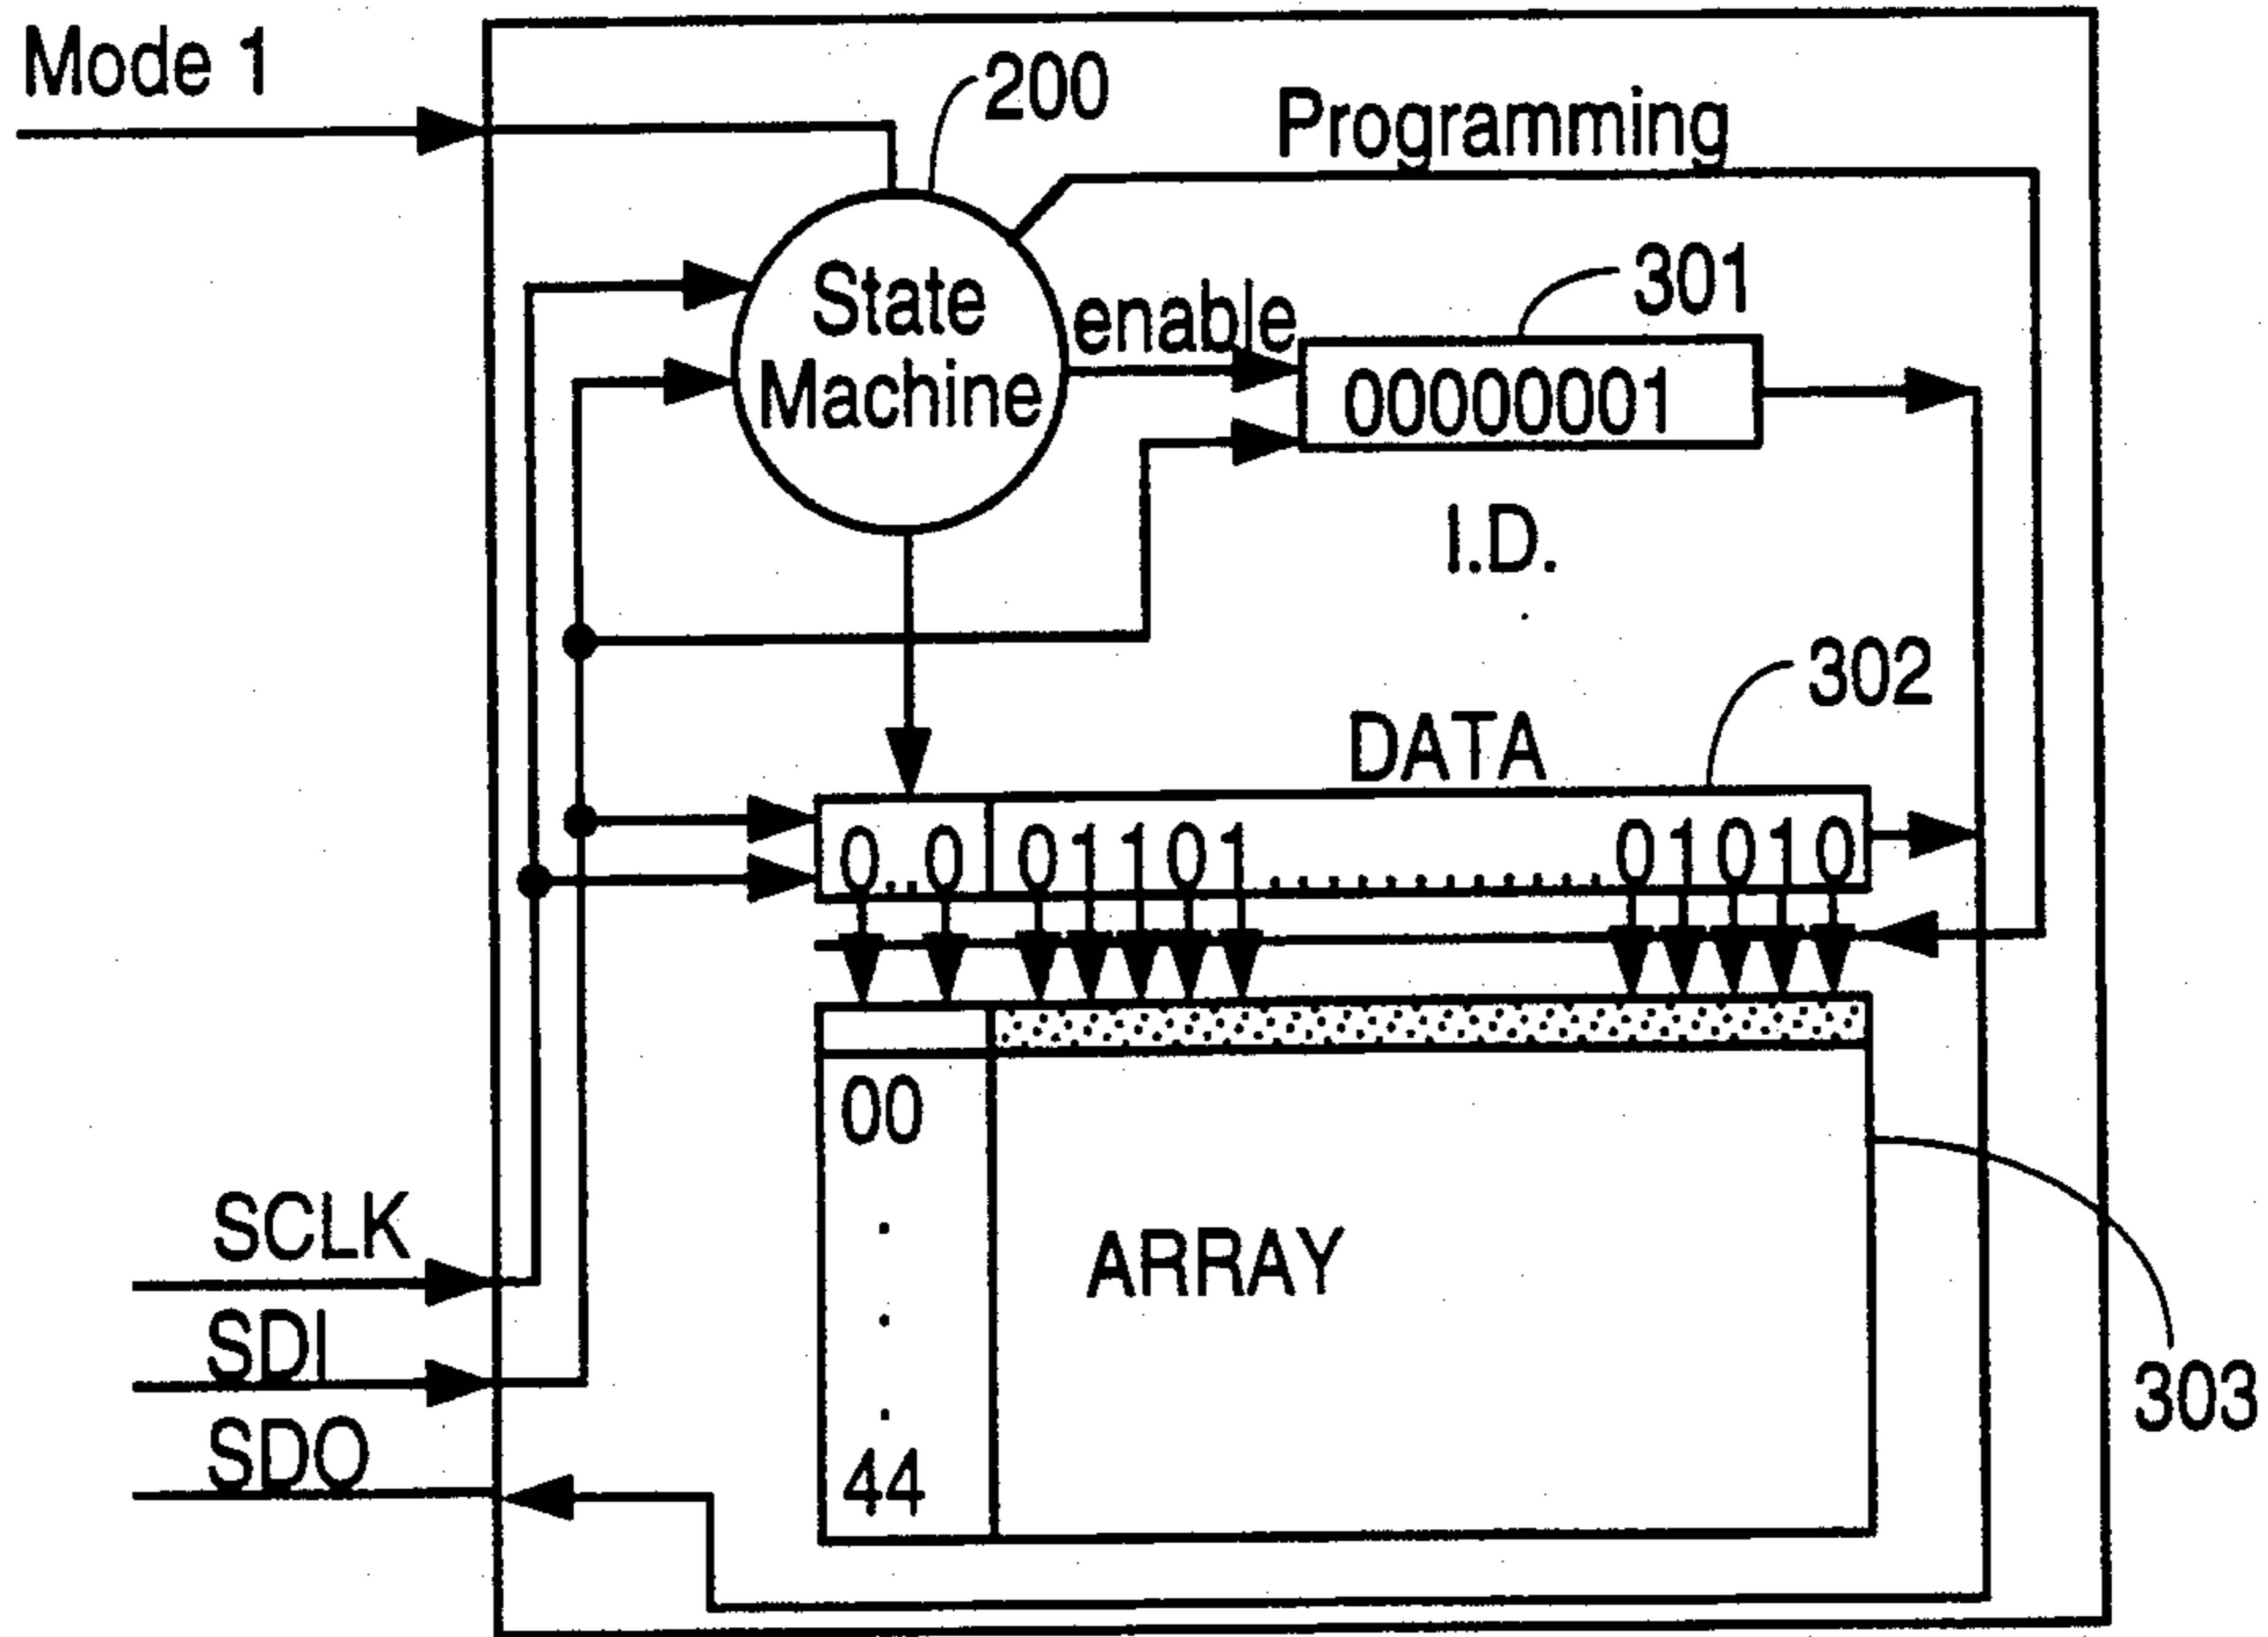 Mode 1
200
Programming
State
Machine
enable
301
00000001
I.D.
302
DATA
0..0 01101..............01010
00
.
.
.
44
ARRAY
SCLK
SDI
SDO
303